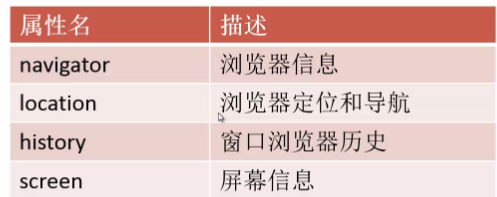 属性名 描述
navigator 浏览器信息
location 浏览器定位和导航
history 窗口浏览器历史
screen 屏幕信息